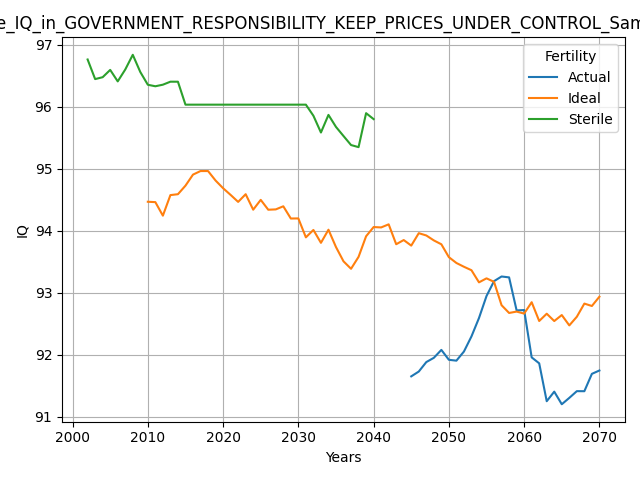 e_IQ_in_GOVERNMENT_RESPONSIBILITY_KEEP_PRICES_UNDER_CONTROL_Sam
97
96
95
94
93
92
91
IQ
Fertility
Actual
Ideal
Sterile
2000 2010 2020 2030 2040 2050 2060 2070
Years